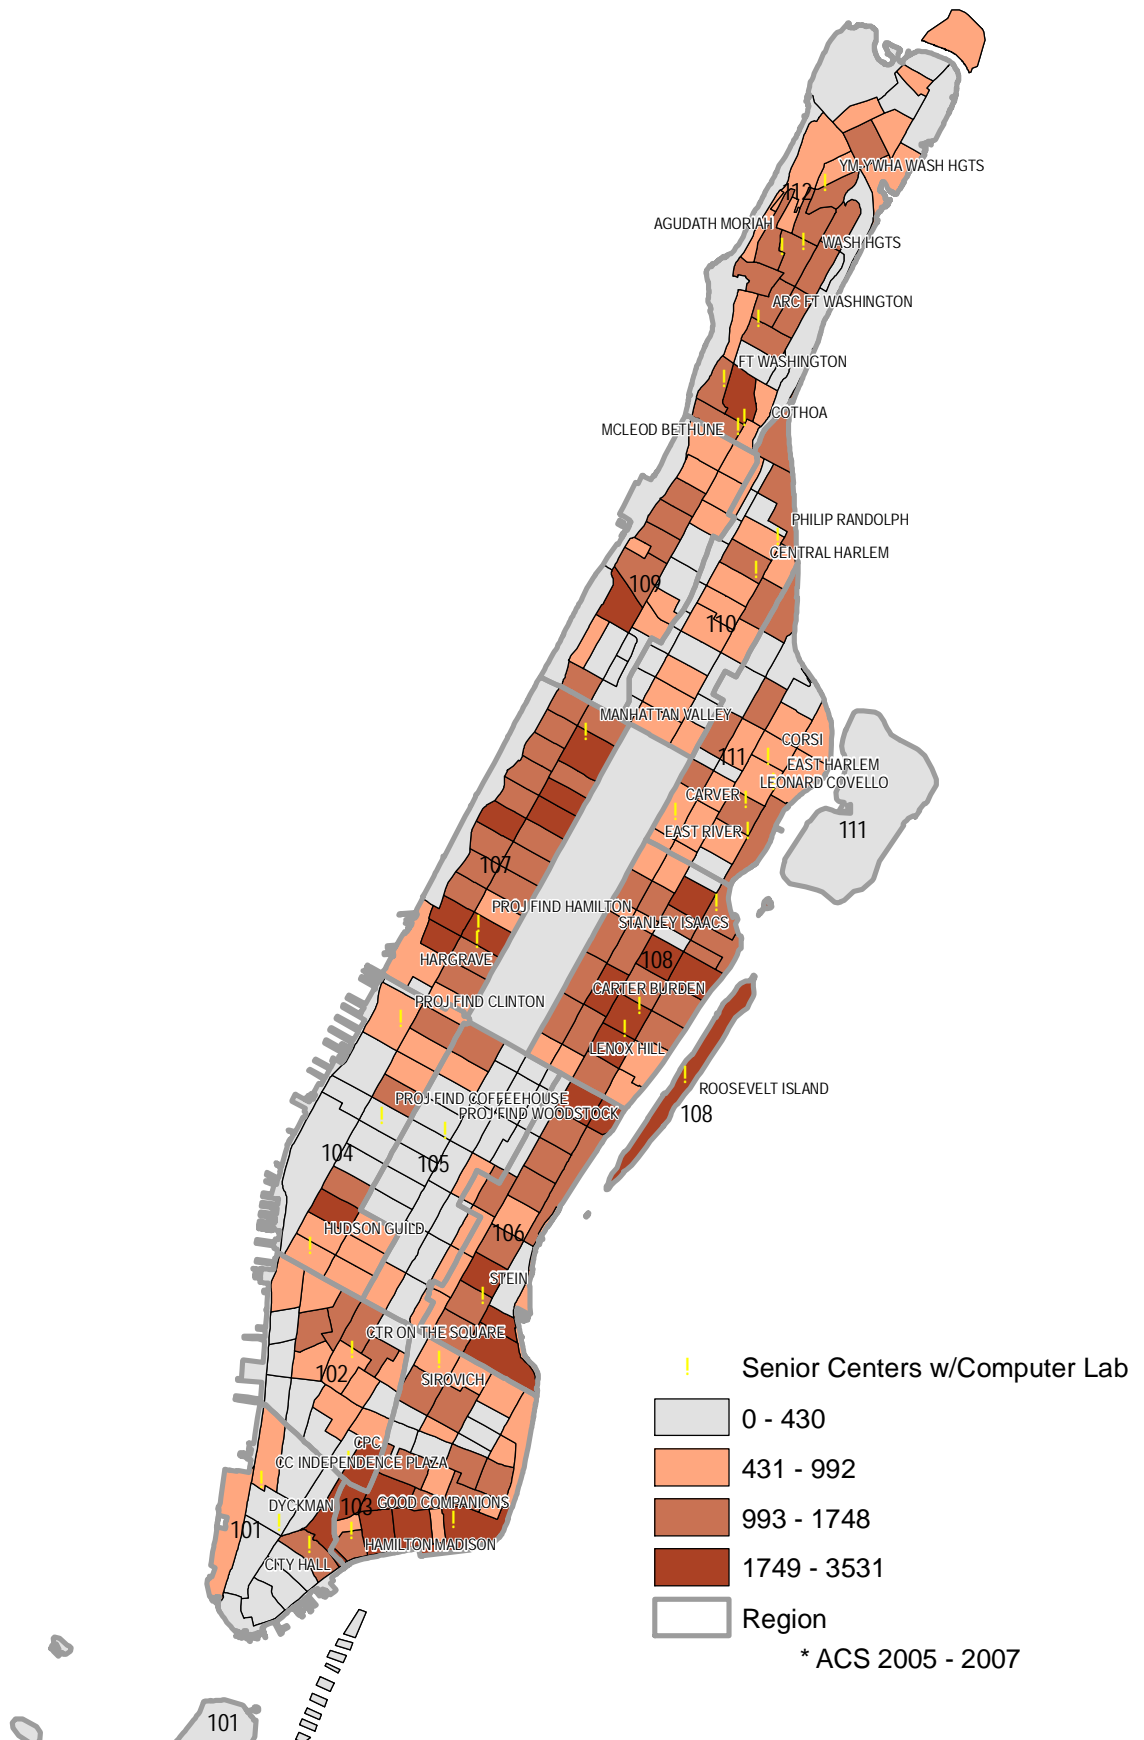 YM-YWHA WASH HGTS
112
AGUDATH MORIAH
WASH HGTS
ARC FT WASHINGTON
FT WASHINGTON
COTHOA
MCLEOD BETHUNE
PHILIP RANDOLPH
CENTRAL HARLEM
109
110
MANHATTAN VALLEY
CORSI
111
EAST HARLEM
LEONARD COVELLO
CARVER
EAST RIVER
111
107
PROJ FIND HAMILTON
STANLEY ISAACS
HARGRAVE
108
CARTER BURDEN
PROJ FIND CLINTON
LENOX HILL
ROOSEVELT ISLAND
PROJ FIND COFFEEHOUSE
PROJ FIND WOODSTOCK
108
104
105
HUDSON GUILD
106
STEIN
CTR ON THE SQUARE
102
SIROVICH
CPC
CC INDEPENDENCE PLAZA
DYCKMAN
103
GOOD COMPANIONS
101
HAMILTON MADISON
CITY HALL
Senior Centers w/Computer Lab
0 - 430
431 - 992
993 - 1748
1749 - 3531
Region
* ACS 2005 - 2007
101